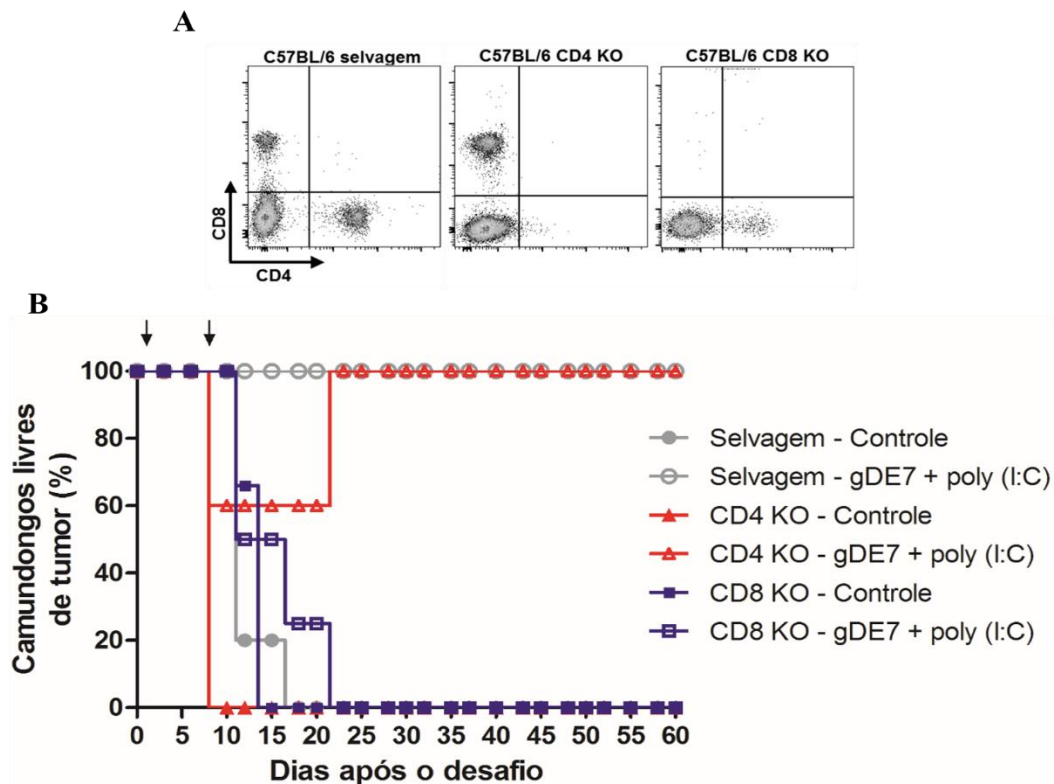 A
C57BL/6 selvagem C57BL/6 CD4 KO C57BL/6 CD8 KO
CD8
CD4
B
Camundongos livres
de tumor (%)
100
80
60
40
20
0
0 5 10 15 20 25 30 35 40 45 50 55 60
Dias após o desafio
Selvagem - Controle
Selvagem - gDE7 + poly (I:C)
CD4 KO - Controle
CD4 KO - gDE7 + poly (I:C)
CD8 KO - Controle
CD8 KO - gDE7 + poly (I:C)